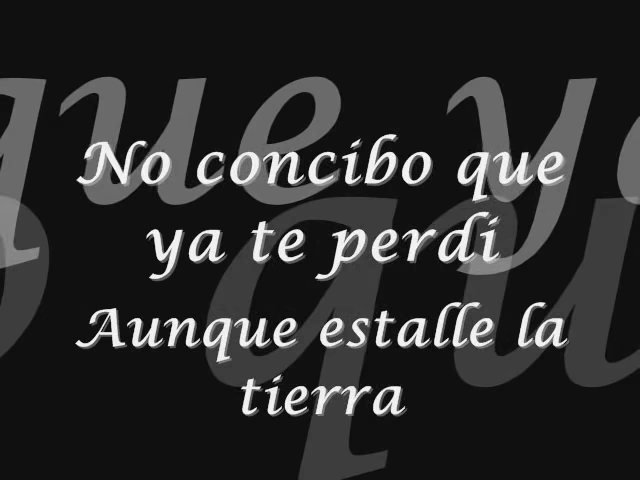 No concibo que
ya te perdi
Aunque estalle la
tierra